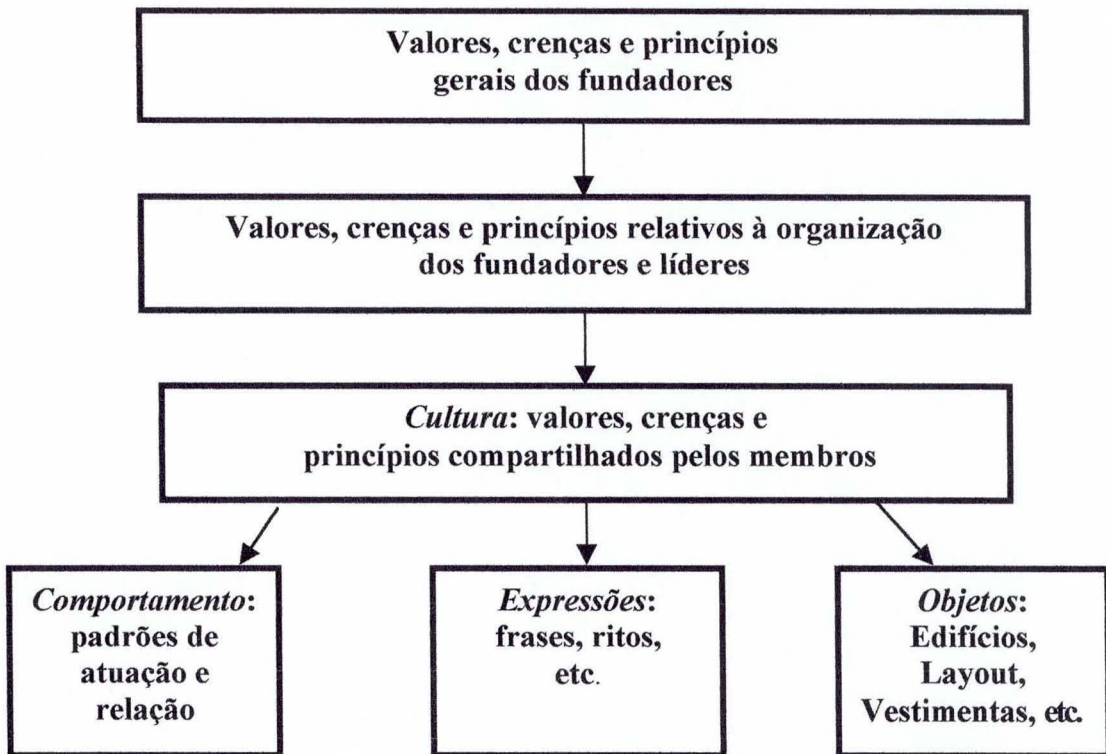 Valores, crenças e princípios
gerais dos fundadores
Valores, crenças e princípios relativos à organização
dos fundadores e líderes
Cultura: valores, crenças e
princípios compartilhados pelos membros
Comportamento:
padrões de
atuação e
relação
Expressões:
frases, ritos,
etc.
Objetos:
Edifícios,
Layout,
Vestimentas, etc.